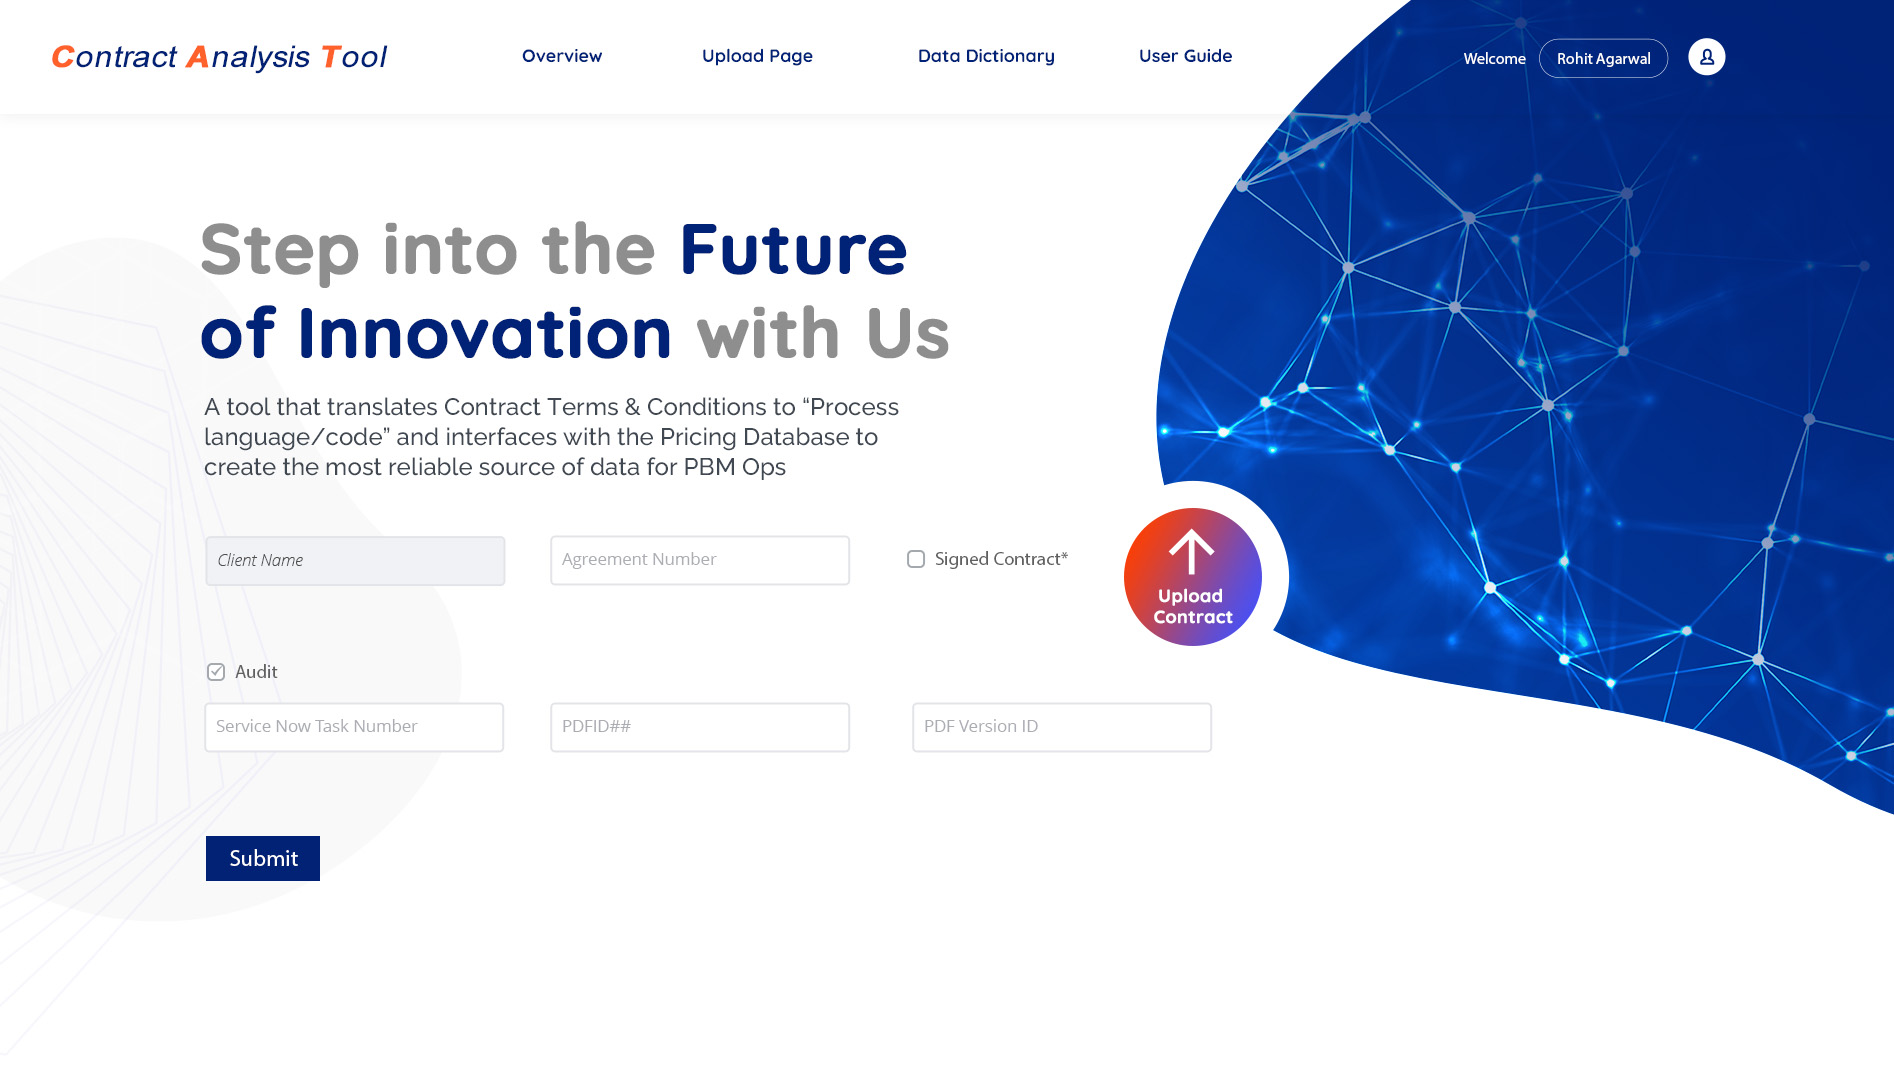 Contract Analysis Tool
Overview
Upload Page
Data Dictionary
User Guide
Welcome
Rohit Agarwal
Step into the Future
of Innovation with Us
A tool that translates Contract Terms & Conditions to “Process
language/code” and interfaces with the Pricing Database to
create the most reliable source of data for PBM Ops
Client Name
Agreement Number
Signed Contract*
Upload
Contract
Audit
Service Now Task Number
PDFID##
PDF Version ID
Submit